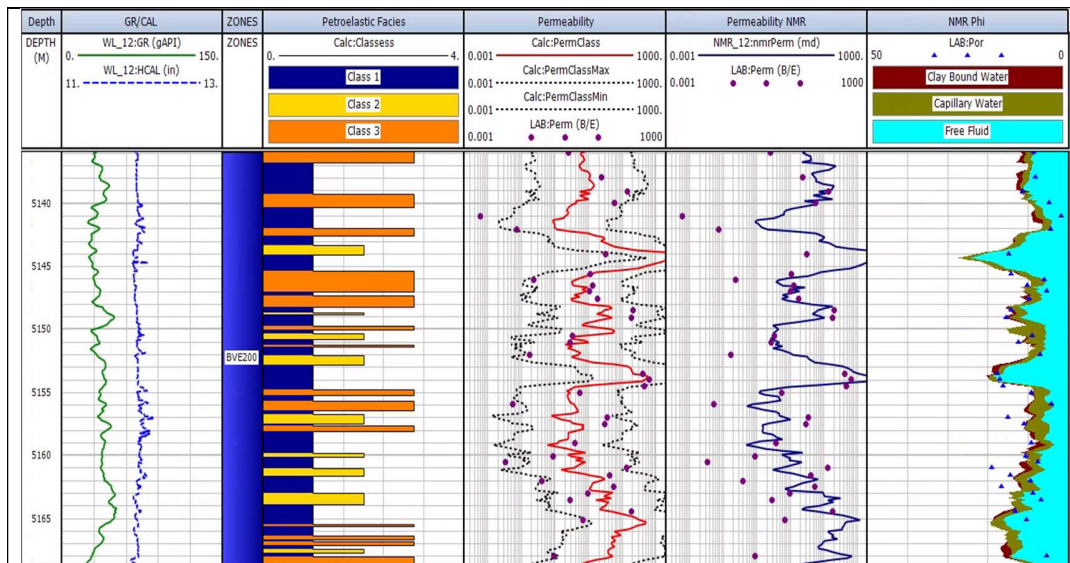 Depth GR/CAL ZONES Petroelastic Facies Permeability Permeability NMR NMR Phi
DEPTH (M)
WL_12:GR (gAPI)
0. 150.
WL_12:HCAL (in)
11. 13.
ZONES
Calc:Classess
0. 4.
Class 1
Class 2
Class 3
Calc:PermClass
0.001 1000.
Calc:PermClassMax
0.001 1000.
Calc:PermClassMin
0.001 1000.
LAB:Perm (B/E)
0.001 1000
NMR_12:nmrPerm (md)
0.001 1000.
LAB:Perm (B/E)
0.001 1000
LAB:Por
50 0
Clay Bound Water
Capillary Water
Free Fluid
5140
5145
5150
BVE200
5155
5160
5165